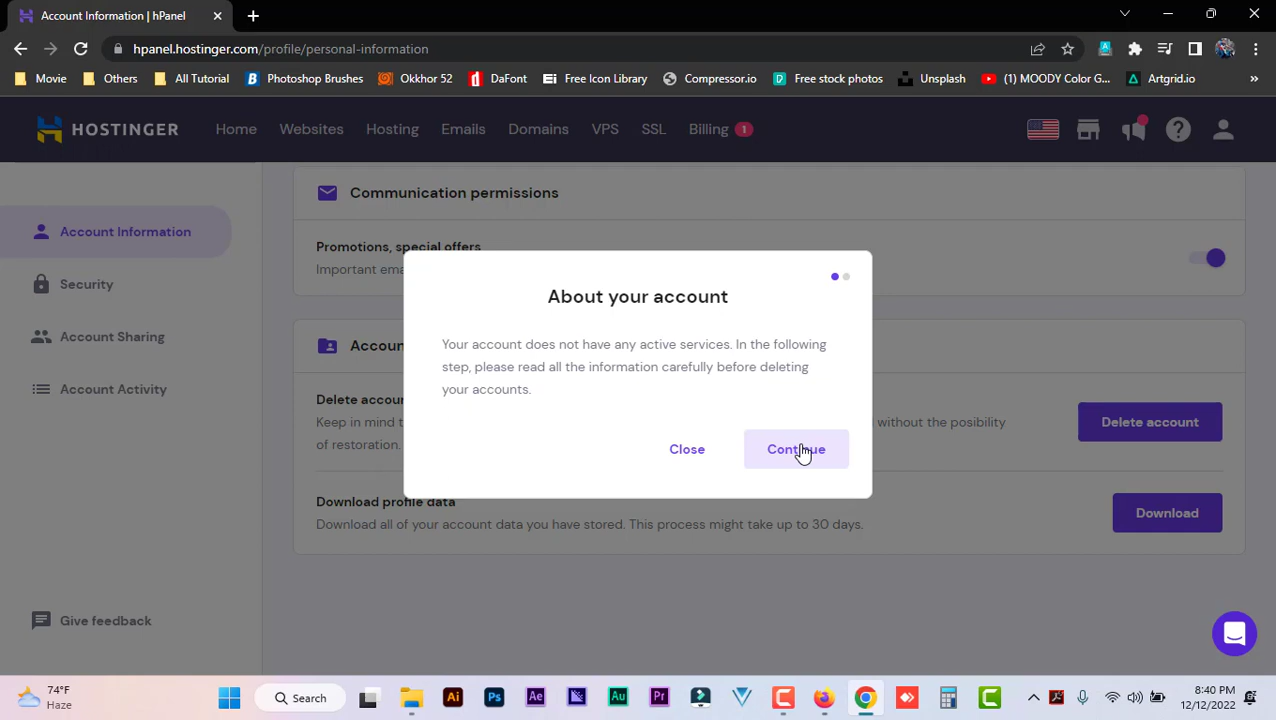 Account Information | hPanel
hpanel.hostinger.com/profile/personal-information
Movie Others All Tutorial Photoshop Brushes Okkhor 52 DaFont Free Icon Library Compressor.io Free stock photos Unsplash (1) MOODY Color G... Artgrid.io »
HOSTINGER Home Websites Hosting Emails Domains VPS SSL Billing 1
Communication permissions
Account Information
Promotions, special offers
Important ema
Security
About your account
Account Sharing
Accoun
Your account does not have any active services. In the following
step, please read all the information carefully before deleting
your accounts.
Account Activity
Delete accou
Keep in mind t
d without the posibility
of restoration.
Delete account
Close Continue
Download profile data
Download all of your account data you have stored. This process might take up to 30 days.
Download
Give feedback
74°F
Haze
Search
Ai Ps Ae Au Pr
8:40 PM
12/12/2022